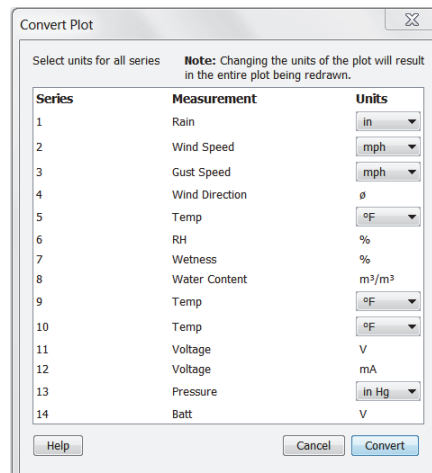 Convert Plot
Select units for all series
Note: Changing the units of the plot will result
in the entire plot being redrawn.
Series Measurement Units
1 Rain in
2 Wind Speed mph
3 Gust Speed mph
4 Wind Direction ø
5 Temp ºF
6 RH %
7 Wetness %
8 Water Content m³/m³
9 Temp ºF
10 Temp ºF
11 Voltage V
12 Voltage mA
13 Pressure in Hg
14 Batt V
Help Cancel Convert